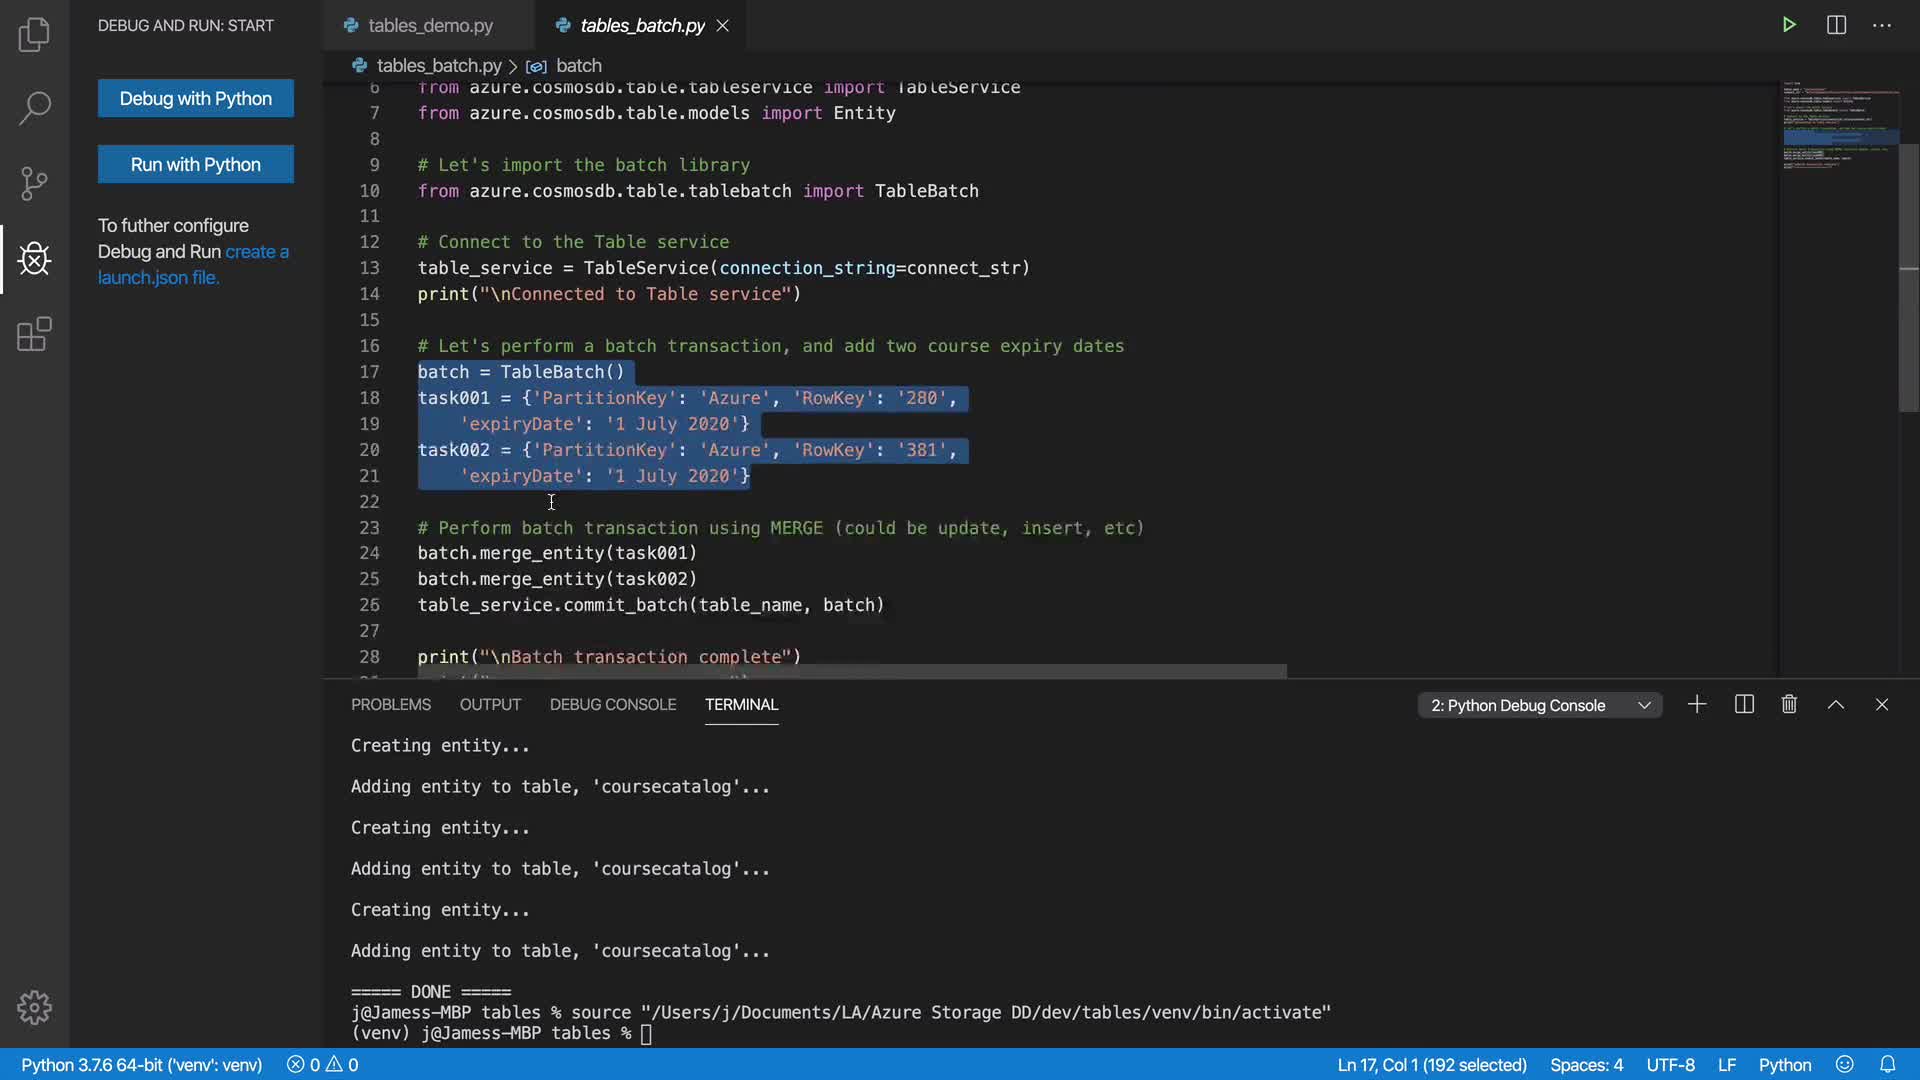 DEBUG AND RUN: START
tables_demo.py
tables_batch.py
Debug with Python
Run with Python
To futher configure
Debug and Run create a
launch.json file.
tables_batch.py > batch
6 from azure.cosmosdb.table.tableservice import TableService
7 from azure.cosmosdb.table.models import Entity
8
9 # Let's import the batch library
10 from azure.cosmosdb.table.tablebatch import TableBatch
11
12 # Connect to the Table service
13 table_service = TableService(connection_string=connect_str)
14 print("\nConnected to Table service")
15
16 # Let's perform a batch transaction, and add two course expiry dates
17 batch = TableBatch()
18 task001 = {'PartitionKey': 'Azure', 'RowKey': '280',
19 'expiryDate': '1 July 2020'}
20 task002 = {'PartitionKey': 'Azure', 'RowKey': '381',
21 'expiryDate': '1 July 2020'}
22
23 # Perform batch transaction using MERGE (could be update, insert, etc)
24 batch.merge_entity(task001)
25 batch.merge_entity(task002)
26 table_service.commit_batch(table_name, batch)
27
28 print("\nBatch transaction complete")
PROBLEMS OUTPUT DEBUG CONSOLE TERMINAL
2: Python Debug Console
Creating entity...
Adding entity to table, 'coursecatalog'...
Creating entity...
Adding entity to table, 'coursecatalog'...
Creating entity...
Adding entity to table, 'coursecatalog'...
===== DONE =====
j@Jamess-MBP tables % source "/Users/j/Documents/LA/Azure Storage DD/dev/tables/venv/bin/activate"
(venv) j@Jamess-MBP tables %
Python 3.7.6 64-bit ('venv': venv) 0 0
Ln 17, Col 1 (192 selected) Spaces: 4 UTF-8 LF Python